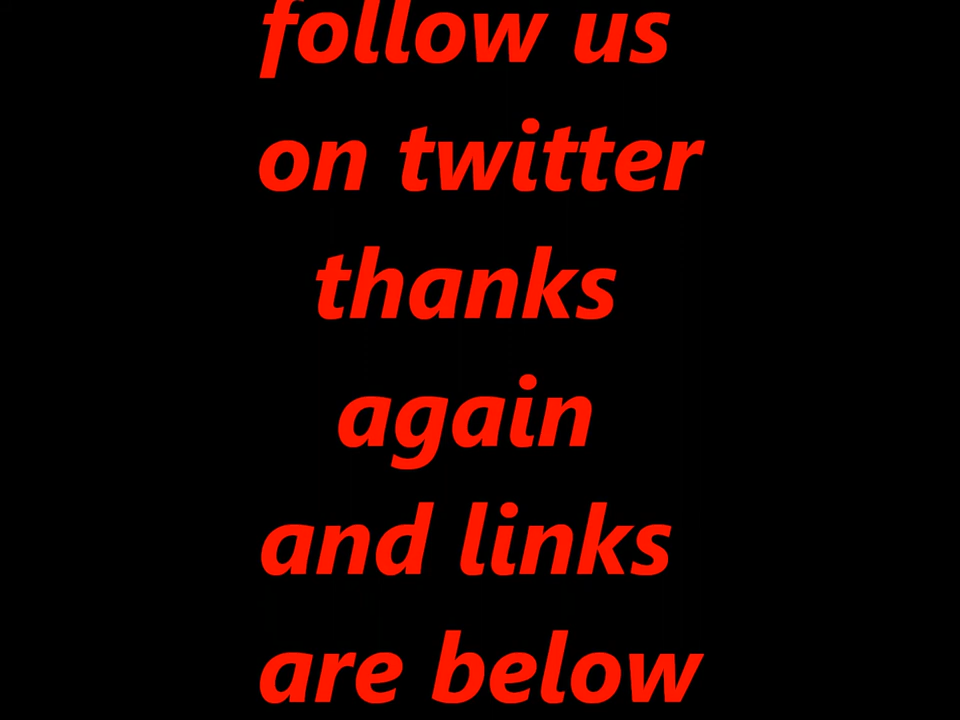 follow us
on twitter
thanks
again
and links
are below